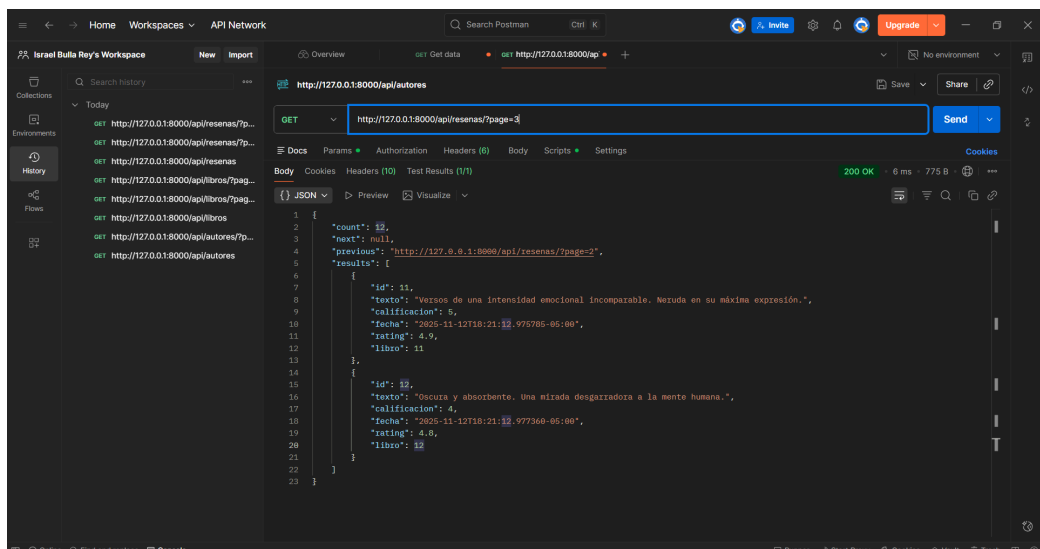 Home Workspaces API Network Search Postman Ctrl K Invite Upgrade
Israel Bulla Rey's Workspace New Import Overview GET Get data GET http://127.0.0.1:8000/ap No environment
Collections
Environments
History
Flows
Search history
Today
GET http://127.0.0.1:8000/api/resenas/?p...
GET http://127.0.0.1:8000/api/resenas/?p...
GET http://127.0.0.1:8000/api/resenas
GET http://127.0.0.1:8000/api/libros/?pag...
GET http://127.0.0.1:8000/api/libros/?pag...
GET http://127.0.0.1:8000/api/libros
GET http://127.0.0.1:8000/api/autores/?p...
GET http://127.0.0.1:8000/api/autores
http://127.0.0.1:8000/api/autores Save Share
GET http://127.0.0.1:8000/api/resenas/?page=3 Send
Docs Params Authorization Headers (6) Body Scripts Settings Cookies
Body Cookies Headers (10) Test Results (1/1) 200 OK 6 ms 775 B
{} JSON Preview Visualize
1 {
2 "count": 12,
3 "next": null,
4 "previous": "http://127.0.0.1:8000/api/resenas/?page=2",
5 "results": [
6 {
7 "id": 11,
8 "texto": "Versos de una intensidad emocional incomparable. Neruda en su máxima expresión.",
9 "calificacion": 5,
10 "fecha": "2025-11-12T18:21:12.975785-05:00",
11 "rating": 4.9,
12 "libro": 11
13 },
14 {
15 "id": 12,
16 "texto": "Oscura y absorbente. Una mirada desgarradora a la mente humana.",
17 "calificacion": 4,
18 "fecha": "2025-11-12T18:21:12.977360-05:00",
19 "rating": 4.8,
20 "libro": 12
21 }
22 ]
23 }